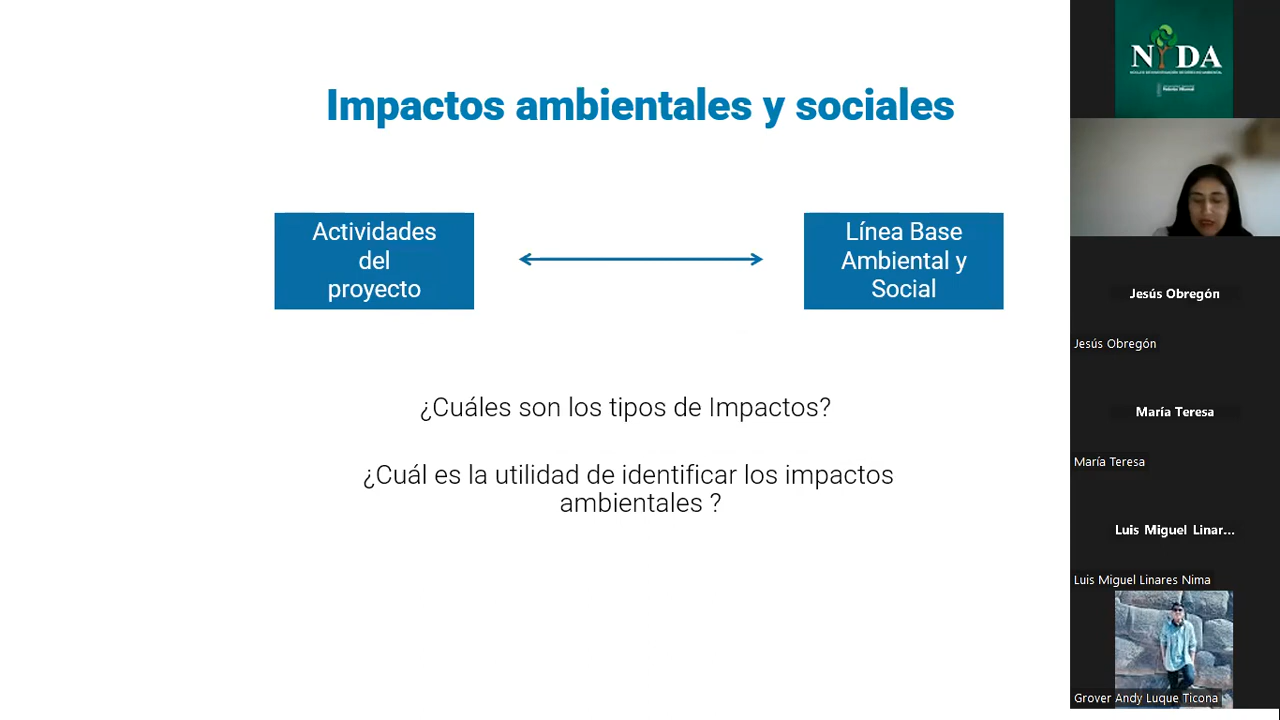 Impactos ambientales y sociales
Actividades
del
proyecto
Línea Base
Ambiental y
Social
¿Cuáles son los tipos de Impactos?
¿Cuál es la utilidad de identificar los impactos
ambientales ?
NYDA
Jesús Obregón
Jesús Obregón
María Teresa
María Teresa
Luis Miguel Linar...
Luis Miguel Linares Nima
Grover Andy Luque Ticona